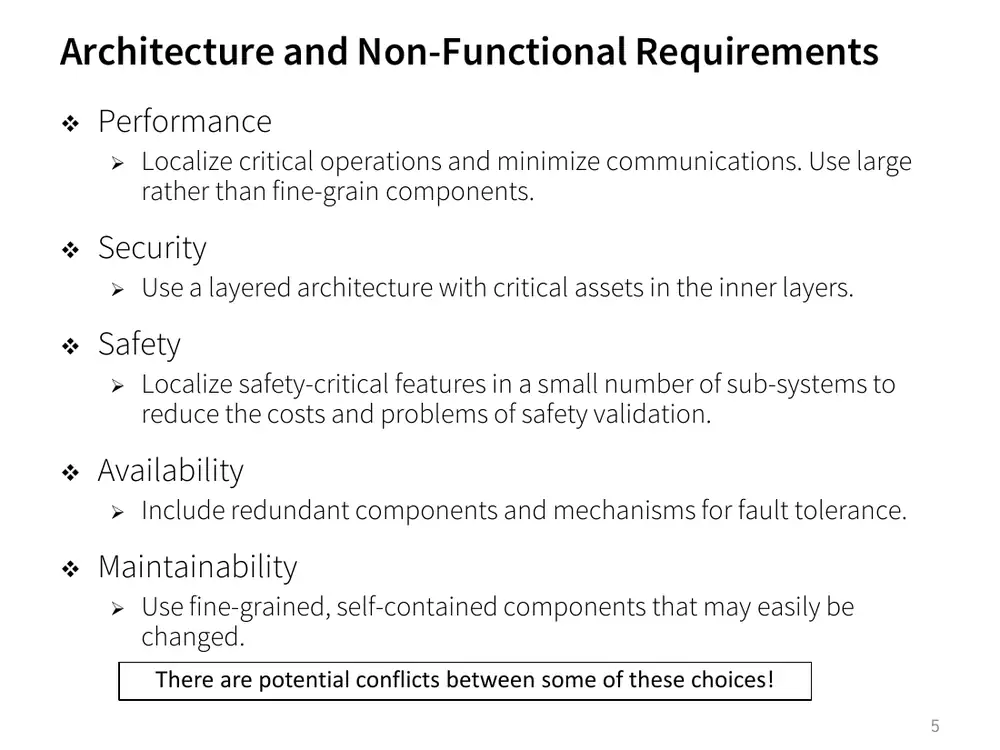 Architecture and Non-Functional Requirements
❖ Performance
➢ Localize critical operations and minimize communications. Use large
rather than fine-grain components.
❖ Security
➢ Use a layered architecture with critical assets in the inner layers.
❖ Safety
➢ Localize safety-critical features in a small number of sub-systems to
reduce the costs and problems of safety validation.
❖ Availability
➢ Include redundant components and mechanisms for fault tolerance.
❖ Maintainability
➢ Use fine-grained, self-contained components that may easily be
changed.
There are potential conflicts between some of these choices!
5